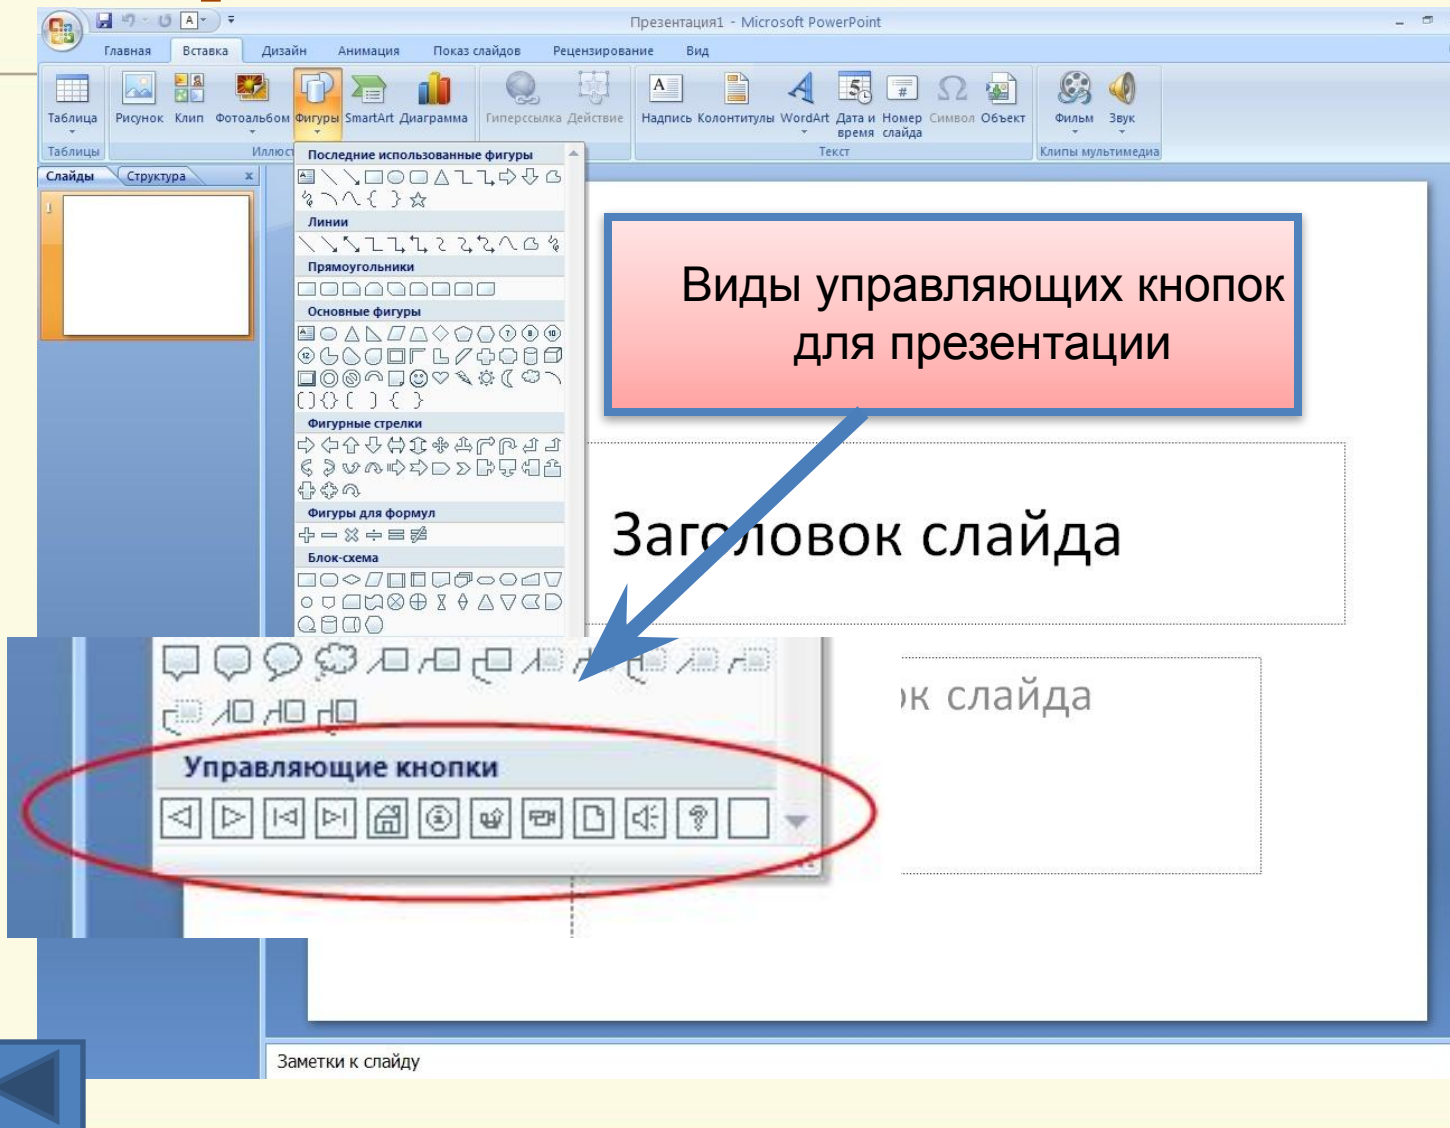 Презентация1 - Microsoft PowerPoint
Главная Вставка Дизайн Анимация Показ слайдов Рецензирование Вид
Таблица Рисунок Клип Фотоальбом Фигуры SmartArt Диаграмма Гиперссылка Действие Надпись Колонтитулы WordArt Дата и время Номер слайда Символ Объект Фильм Звук
Таблицы Текст Клипы мультимедиа
Слайды Структура
1
Последние использованные фигуры
Линии
Прямоугольники
Основные фигуры
Фигурные стрелки
Фигуры для формул
Блок-схема
Виды управляющих кнопок
для презентации
Заголовок слайда
ок слайда
Управляющие кнопки
Заметки к слайду